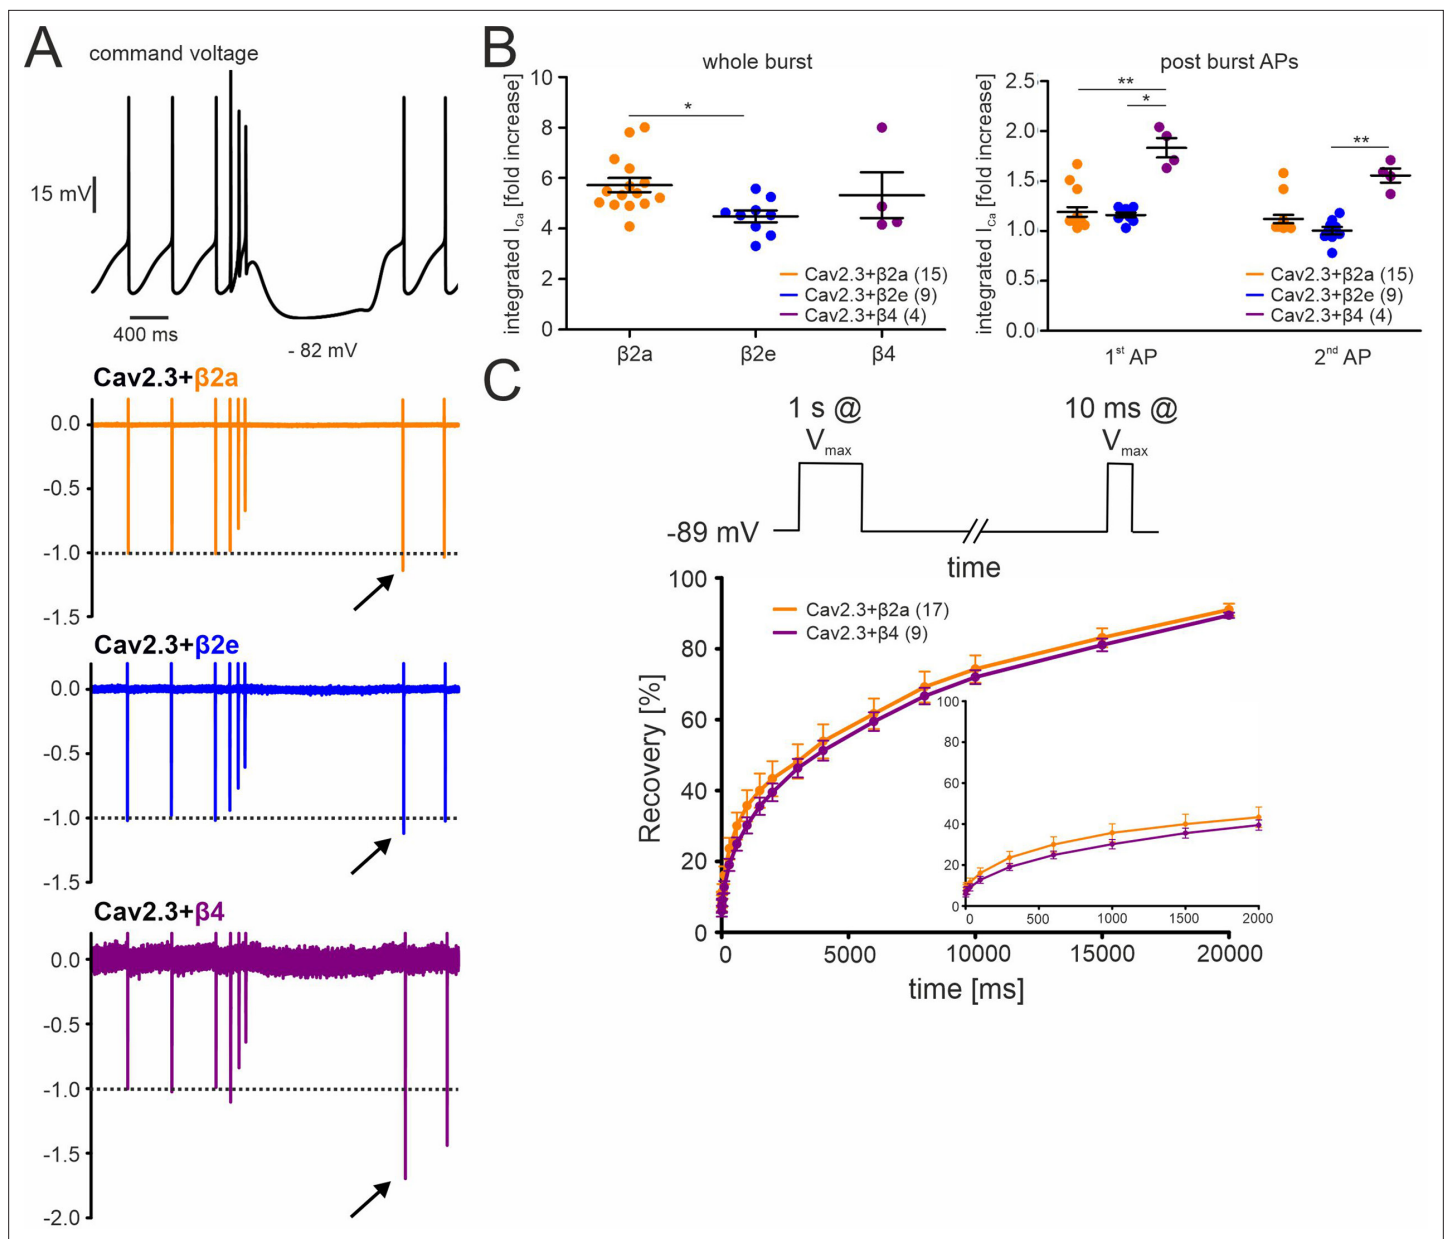 A
command voltage
15 mV
400 ms
- 82 mV
Cav2.3+β2a
0.0
-0.5
-1.0
-1.5
Cav2.3+β2e
0.0
-0.5
-1.0
-1.5
Cav2.3+β4
0.0
-0.5
-1.0
-1.5
-2.0
B
whole burst
integrated ICa [fold increase]
10
8
6
4
2
0
*
Cav2.3+β2a (15)
Cav2.3+β2e (9)
Cav2.3+β4 (4)
β2a
β2e
β4
post burst APs
integrated ICa [fold increase]
2.5
2.0
1.5
1.0
0.5
0.0
**
*
**
Cav2.3+β2a (15)
Cav2.3+β2e (9)
Cav2.3+β4 (4)
1st AP
2nd AP
C
1 s @
Vmax
10 ms @
Vmax
-89 mV
time
Recovery [%]
100
80
60
40
20
0
Cav2.3+β2a (17)
Cav2.3+β4 (9)
100
80
60
40
20
0
0
500
1000
1500
2000
0
5000
10000
15000
20000
time [ms]